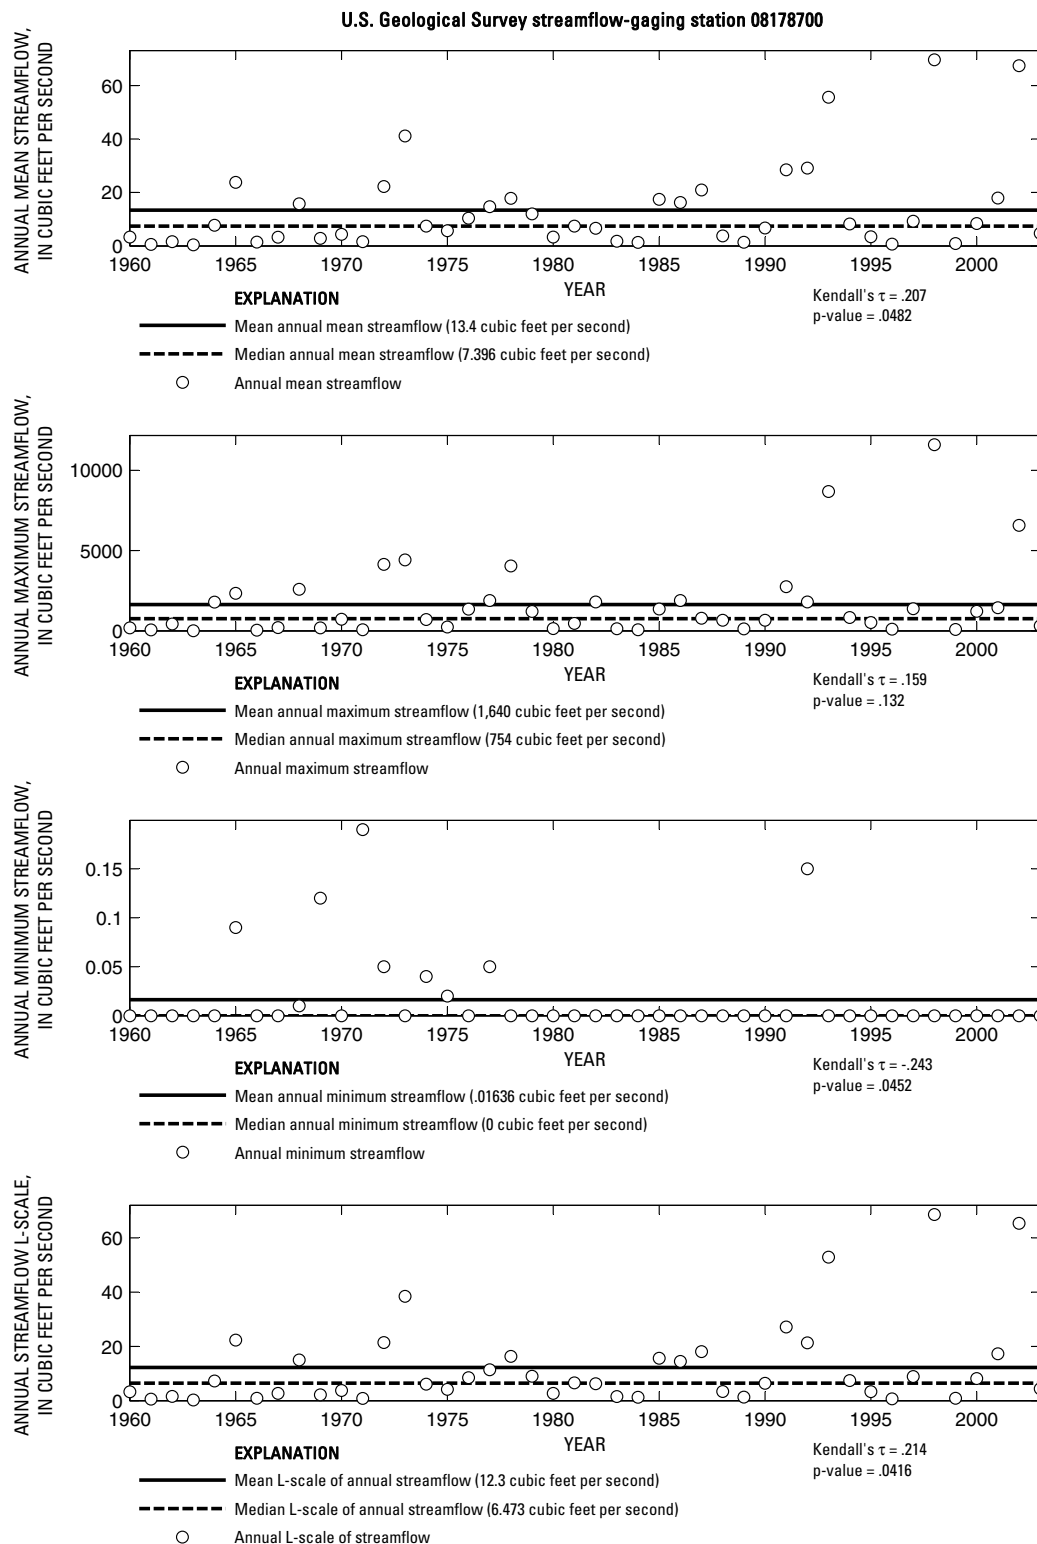 U.S. Geological Survey streamflow-gaging station 08178700
ANNUAL MEAN STREAMFLOW,
IN CUBIC FEET PER SECOND
60
40
20
0
1960 1965 1970 1975 1980 1985 1990 1995 2000
YEAR
Kendall's τ = .207
p-value = .0482
EXPLANATION
Mean annual mean streamflow (13.4 cubic feet per second)
Median annual mean streamflow (7.396 cubic feet per second)
Annual mean streamflow
ANNUAL MAXIMUM STREAMFLOW,
IN CUBIC FEET PER SECOND
10000
5000
0
1960 1965 1970 1975 1980 1985 1990 1995 2000
YEAR
Kendall's τ = .159
p-value = .132
EXPLANATION
Mean annual maximum streamflow (1,640 cubic feet per second)
Median annual maximum streamflow (754 cubic feet per second)
Annual maximum streamflow
ANNUAL MINIMUM STREAMFLOW,
IN CUBIC FEET PER SECOND
0.15
0.1
0.05
0
1960 1965 1970 1975 1980 1985 1990 1995 2000
YEAR
Kendall's τ = -.243
p-value = .0452
EXPLANATION
Mean annual minimum streamflow (.01636 cubic feet per second)
Median annual minimum streamflow (0 cubic feet per second)
Annual minimum streamflow
ANNUAL STREAMFLOW L-SCALE,
IN CUBIC FEET PER SECOND
60
40
20
0
1960 1965 1970 1975 1980 1985 1990 1995 2000
YEAR
Kendall's τ = .214
p-value = .0416
EXPLANATION
Mean L-scale of annual streamflow (12.3 cubic feet per second)
Median L-scale of annual streamflow (6.473 cubic feet per second)
Annual L-scale of streamflow